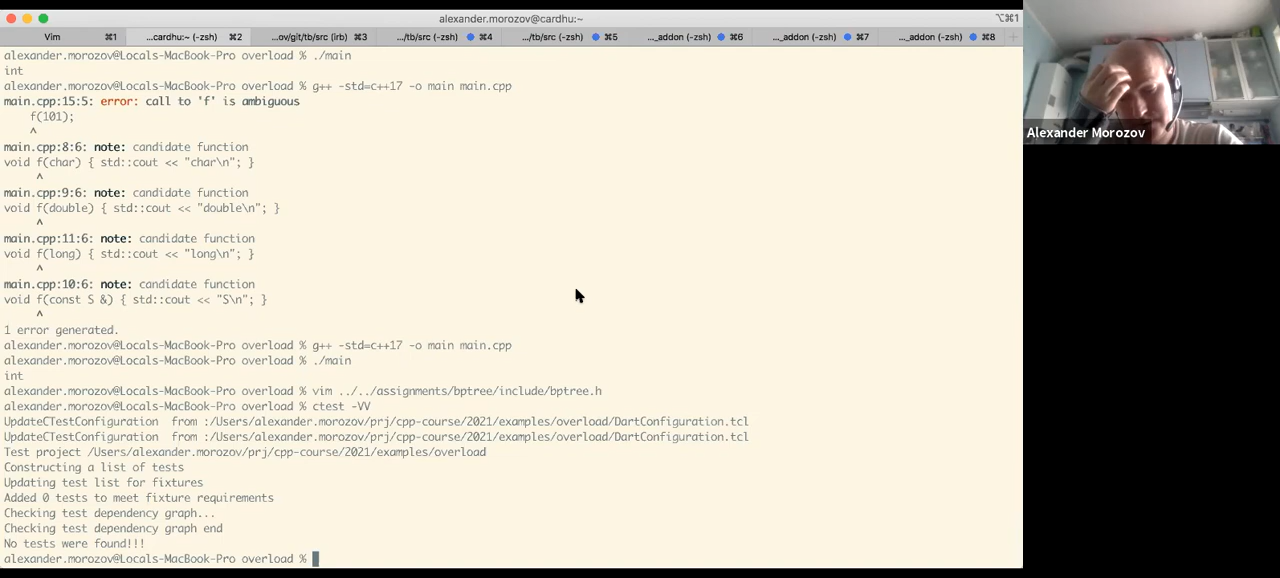 alexander.morozov@cardhu:~
⌥⌘1
Vim ⌘1 ...cardhu:~ (-zsh) ⌘2 ...ov/git/tb/src (irb) ⌘3 .../tb/src (-zsh) ⌘4 .../tb/src (-zsh) ⌘5 ..._addon (-zsh) ⌘6 ..._addon (-zsh) ⌘7 ..._addon (-zsh) ⌘8
alexander.morozov@Locals-MacBook-Pro overload % ./main
int
alexander.morozov@Locals-MacBook-Pro overload % g++ -std=c++17 -o main main.cpp
main.cpp:15:5: error: call to 'f' is ambiguous
f(101);
^
main.cpp:8:6: note: candidate function
void f(char) { std::cout << "char\n"; }
^
main.cpp:9:6: note: candidate function
void f(double) { std::cout << "double\n"; }
^
main.cpp:11:6: note: candidate function
void f(long) { std::cout << "long\n"; }
^
main.cpp:10:6: note: candidate function
void f(const S &) { std::cout << "S\n"; }
^
1 error generated.
alexander.morozov@Locals-MacBook-Pro overload % g++ -std=c++17 -o main main.cpp
alexander.morozov@Locals-MacBook-Pro overload % ./main
int
alexander.morozov@Locals-MacBook-Pro overload % vim ../../assignments/bptree/include/bptree.h
alexander.morozov@Locals-MacBook-Pro overload % ctest -VV
UpdateCTestConfiguration from :/Users/alexander.morozov/prj/cpp-course/2021/examples/overload/DartConfiguration.tcl
UpdateCTestConfiguration from :/Users/alexander.morozov/prj/cpp-course/2021/examples/overload/DartConfiguration.tcl
Test project /Users/alexander.morozov/prj/cpp-course/2021/examples/overload
Constructing a list of tests
Updating test list for fixtures
Added 0 tests to meet fixture requirements
Checking test dependency graph...
Checking test dependency graph end
No tests were found!!!
alexander.morozov@Locals-MacBook-Pro overload %
Alexander Morozov